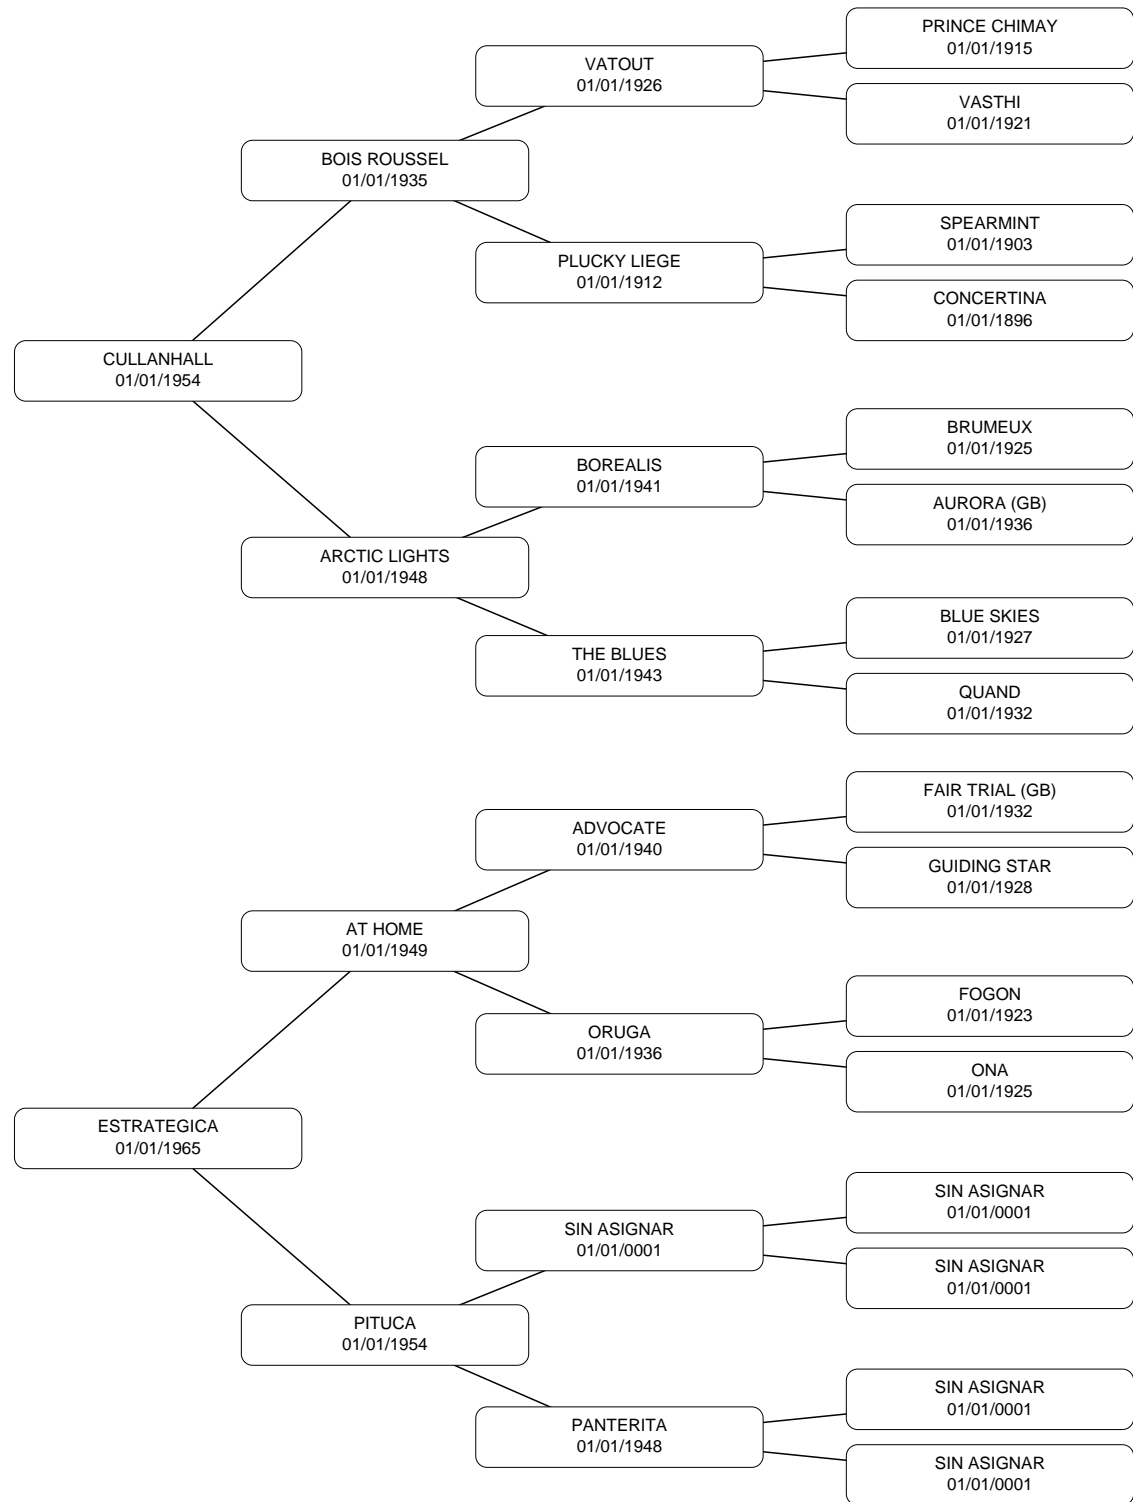 PRINCE CHIMAY
01/01/1915
VATOUT
01/01/1926
VASTHI
01/01/1921
BOIS ROUSSEL
01/01/1935
SPEARMINT
01/01/1903
PLUCKY LIEGE
01/01/1912
CONCERTINA
01/01/1896
CULLANHALL
01/01/1954
BRUMEUX
01/01/1925
BOREALIS
01/01/1941
AURORA (GB)
01/01/1936
ARCTIC LIGHTS
01/01/1948
BLUE SKIES
01/01/1927
THE BLUES
01/01/1943
QUAND
01/01/1932
FAIR TRIAL (GB)
01/01/1932
ADVOCATE
01/01/1940
GUIDING STAR
01/01/1928
AT HOME
01/01/1949
FOGON
01/01/1923
ORUGA
01/01/1936
ONA
01/01/1925
ESTRATEGICA
01/01/1965
SIN ASIGNAR
01/01/0001
SIN ASIGNAR
01/01/0001
SIN ASIGNAR
01/01/0001
PITUCA
01/01/1954
SIN ASIGNAR
01/01/0001
PANTERITA
01/01/1948
SIN ASIGNAR
01/01/0001